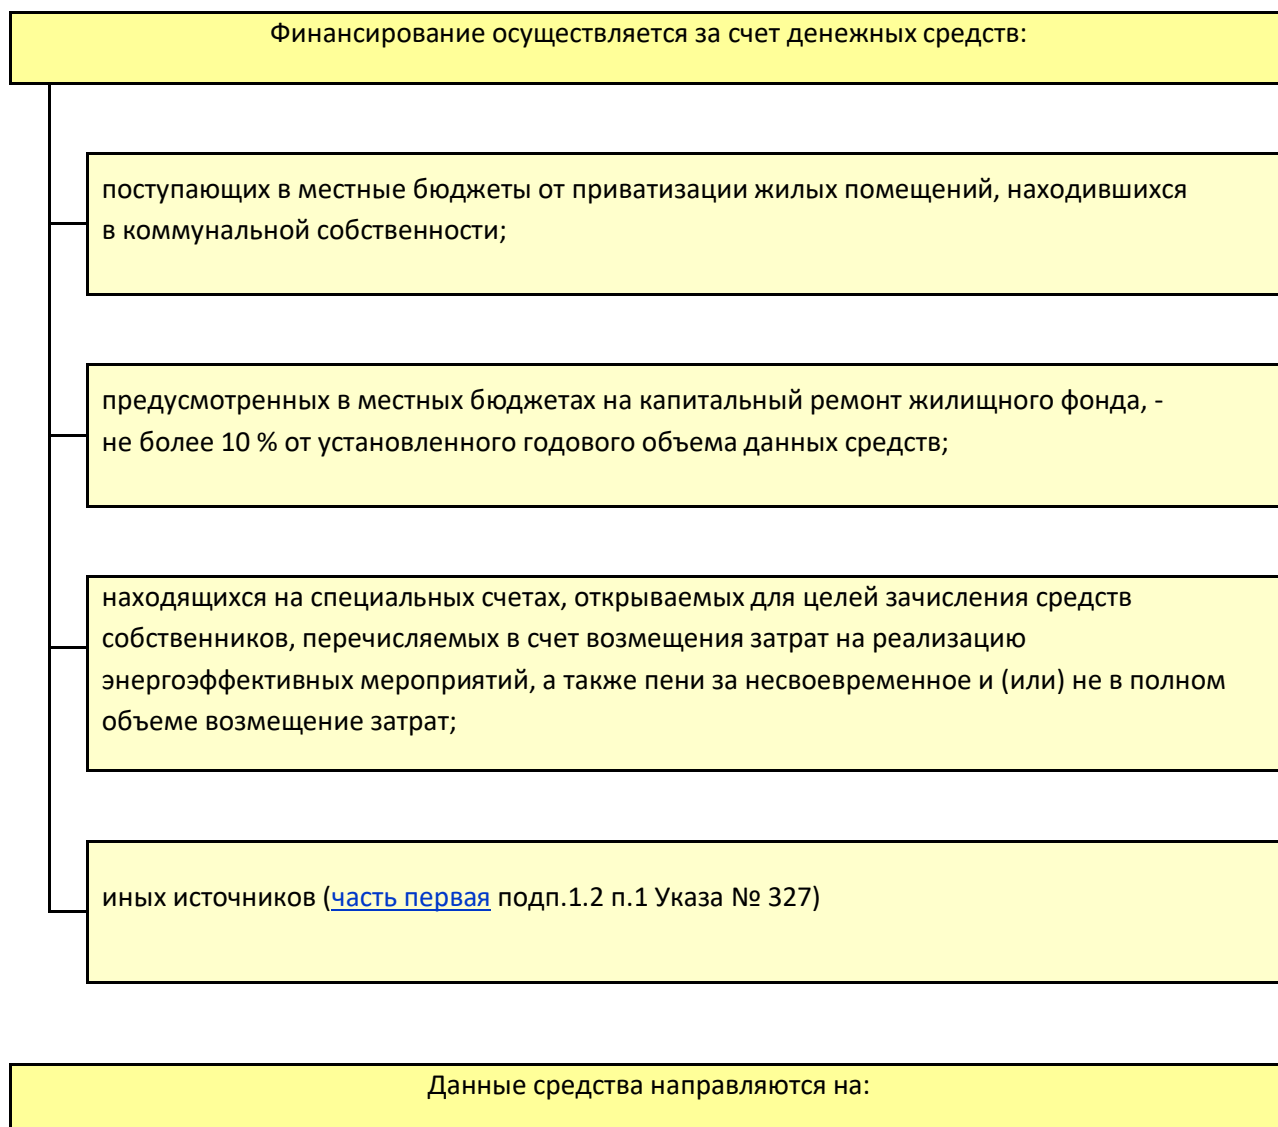 Финансирование осуществляется за счет денежных средств:
поступающих в местные бюджеты от приватизации жилых помещений, находившихся
в коммунальной собственности;
предусмотренных в местных бюджетах на капитальный ремонт жилищного фонда, -
не более 10 % от установленного годового объема данных средств;
находящихся на специальных счетах, открываемых для целей зачисления средств
собственников, перечисляемых в счет возмещения затрат на реализацию
энергоэффективных мероприятий, а также пени за несвоевременное и (или) не в полном
объеме возмещение затрат;
иных источников (часть первая подп.1.2 п.1 Указа № 327)
Данные средства направляются на: